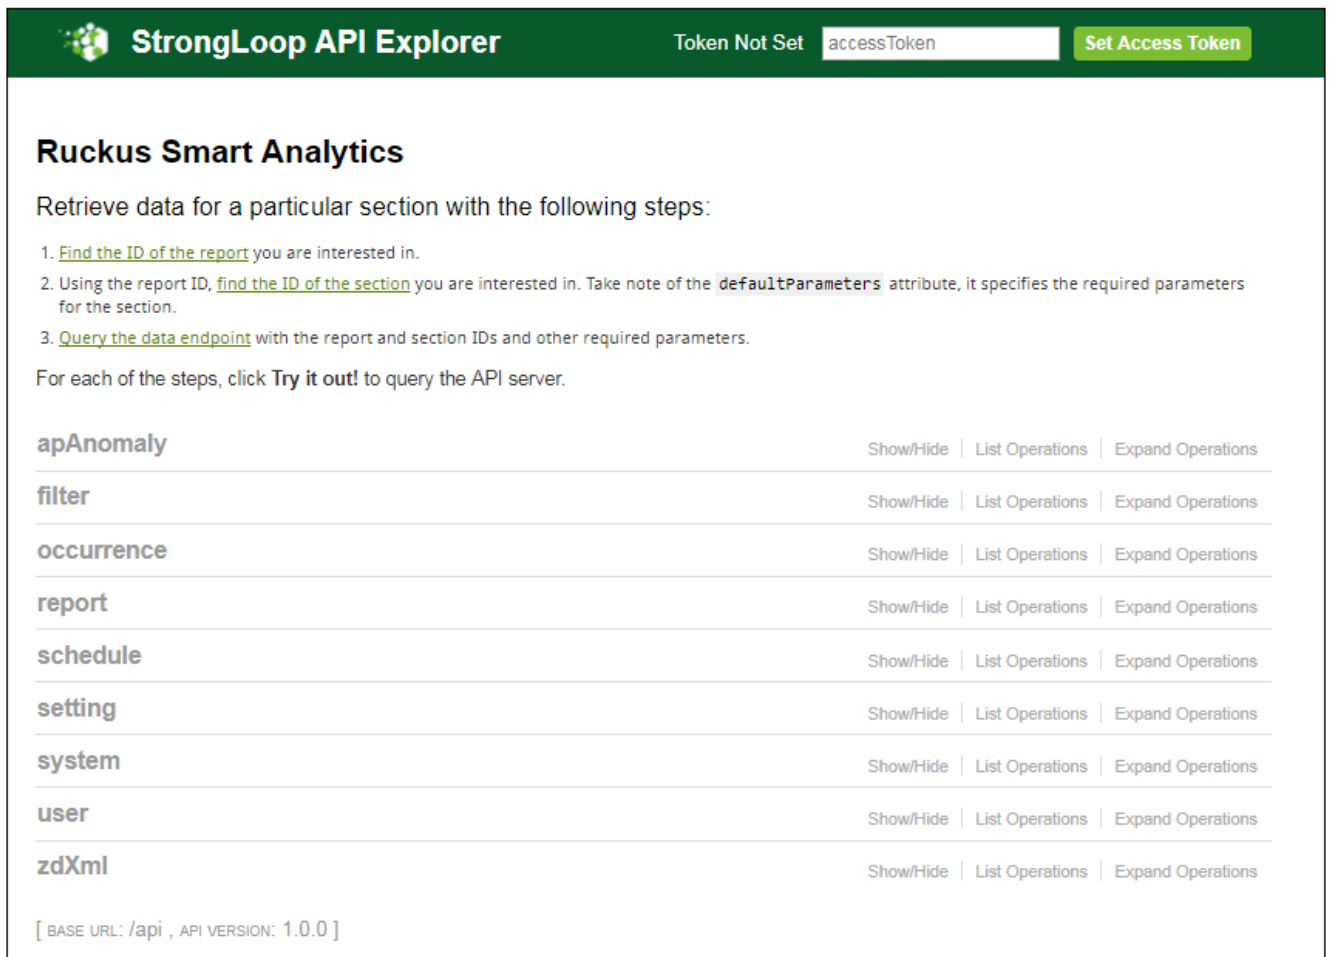 StrongLoop API Explorer Token Not Set accessToken Set Access Token
Ruckus Smart Analytics
Retrieve data for a particular section with the following steps:
1. Find the ID of the report you are interested in.
2. Using the report ID, find the ID of the section you are interested in. Take note of the defaultParameters attribute, it specifies the required parameters
for the section.
3. Query the data endpoint with the report and section IDs and other required parameters.
For each of the steps, click Try it out! to query the API server.
apAnomaly Show/Hide List Operations Expand Operations
filter Show/Hide List Operations Expand Operations
occurrence Show/Hide List Operations Expand Operations
report Show/Hide List Operations Expand Operations
schedule Show/Hide List Operations Expand Operations
setting Show/Hide List Operations Expand Operations
system Show/Hide List Operations Expand Operations
user Show/Hide List Operations Expand Operations
zdXml Show/Hide List Operations Expand Operations
[ BASE URL: /api , API VERSION: 1.0.0 ]